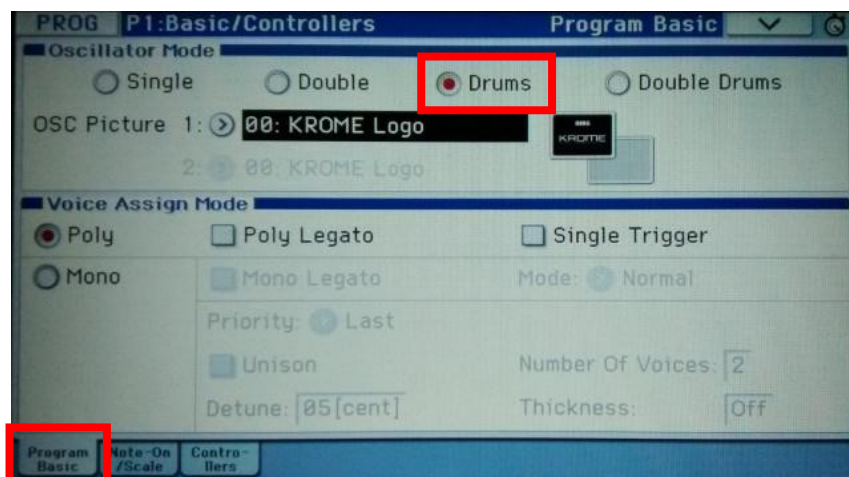 PROG P1:Basic/Controllers Program Basic
Oscillator Mode
Single Double Drums Double Drums
OSC Picture 1: 00: KROME Logo
KROME
2: 00: KROME Logo
Voice Assign Mode
Poly Poly Legato Single Trigger
Mono Mono Legato Mode: Normal
Priority: Last
Unison Number Of Voices: 2
Detune: 05[cent] Thickness: Off
Program Note-On Contro-
Basic /Scale llers